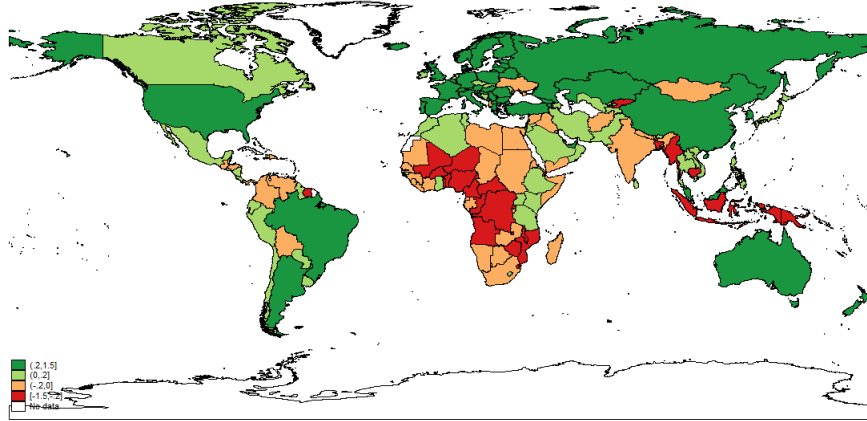 (.2,1.5]
(0,.2]
(-.2,0]
[-1.5,-.2]
No data